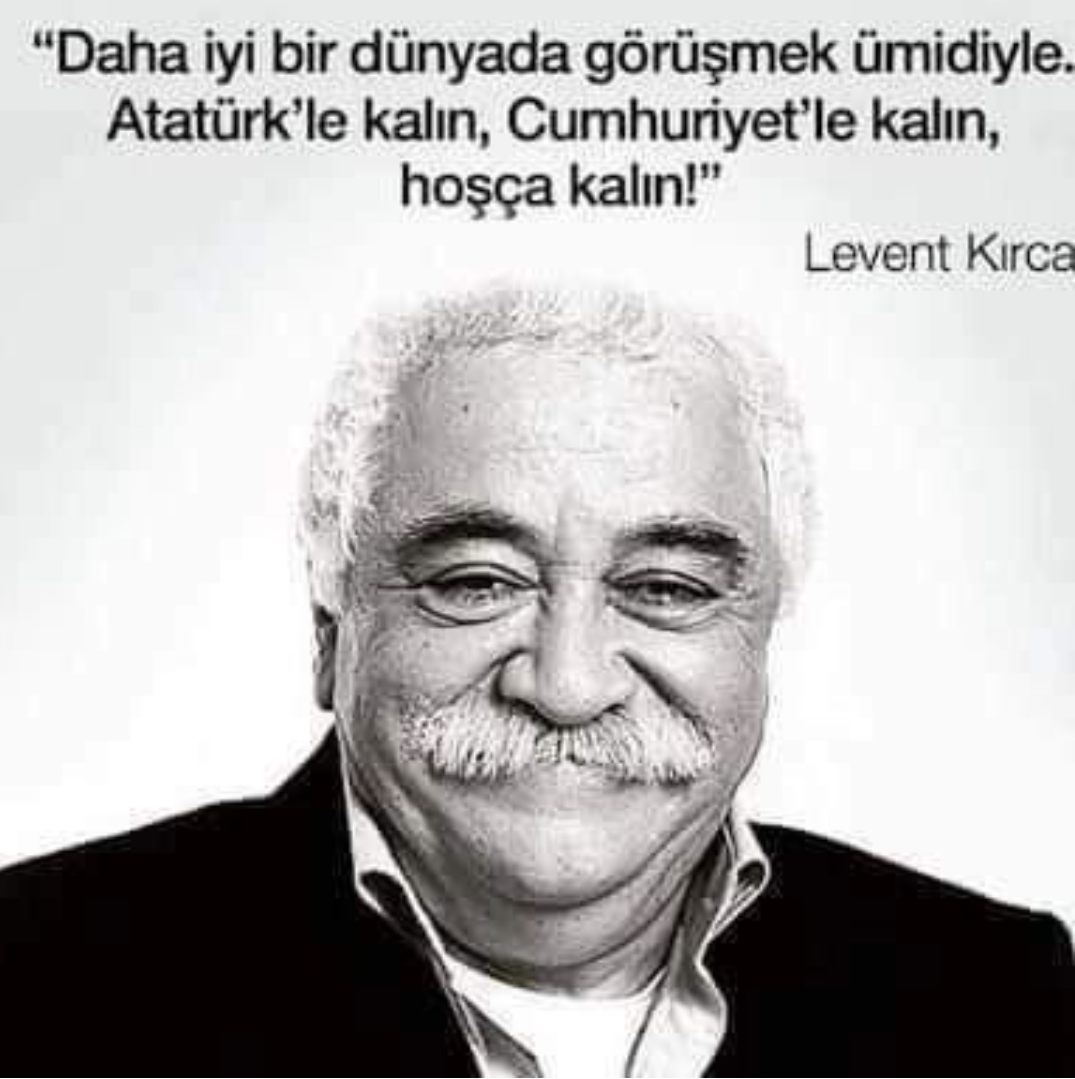 “Daha iyi bir dünyada görüşmek ümidiyle.
Atatürk’le kalın, Cumhuriyet’le kalın,
hoşça kalın!”
Levent Kırca